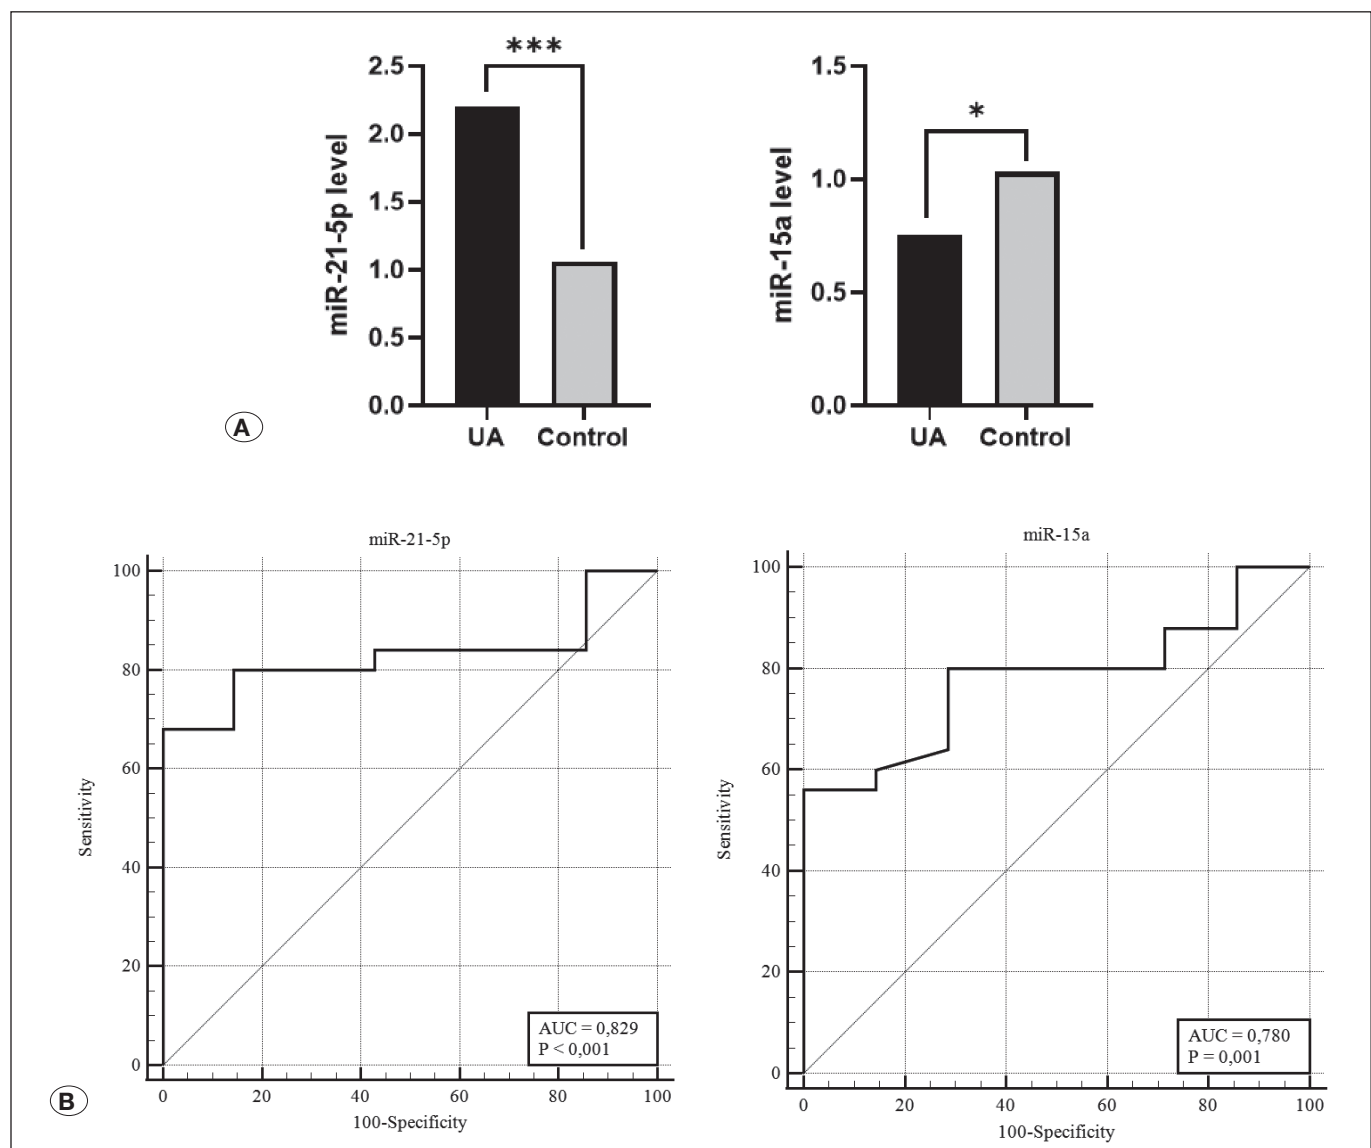 ***
2.5
2.0
1.5
1.0
0.5
0.0
miR-21-5p level
UA Control
*
1.5
1.0
0.5
0.0
miR-15a level
UA Control
A
miR-21-5p
100
80
60
40
20
0
Sensitivity
AUC = 0,829
P < 0,001
0 20 40 60 80 100
100-Specificity
miR-15a
100
80
60
40
20
0
Sensitivity
AUC = 0,780
P = 0,001
0 20 40 60 80 100
100-Specificity
B